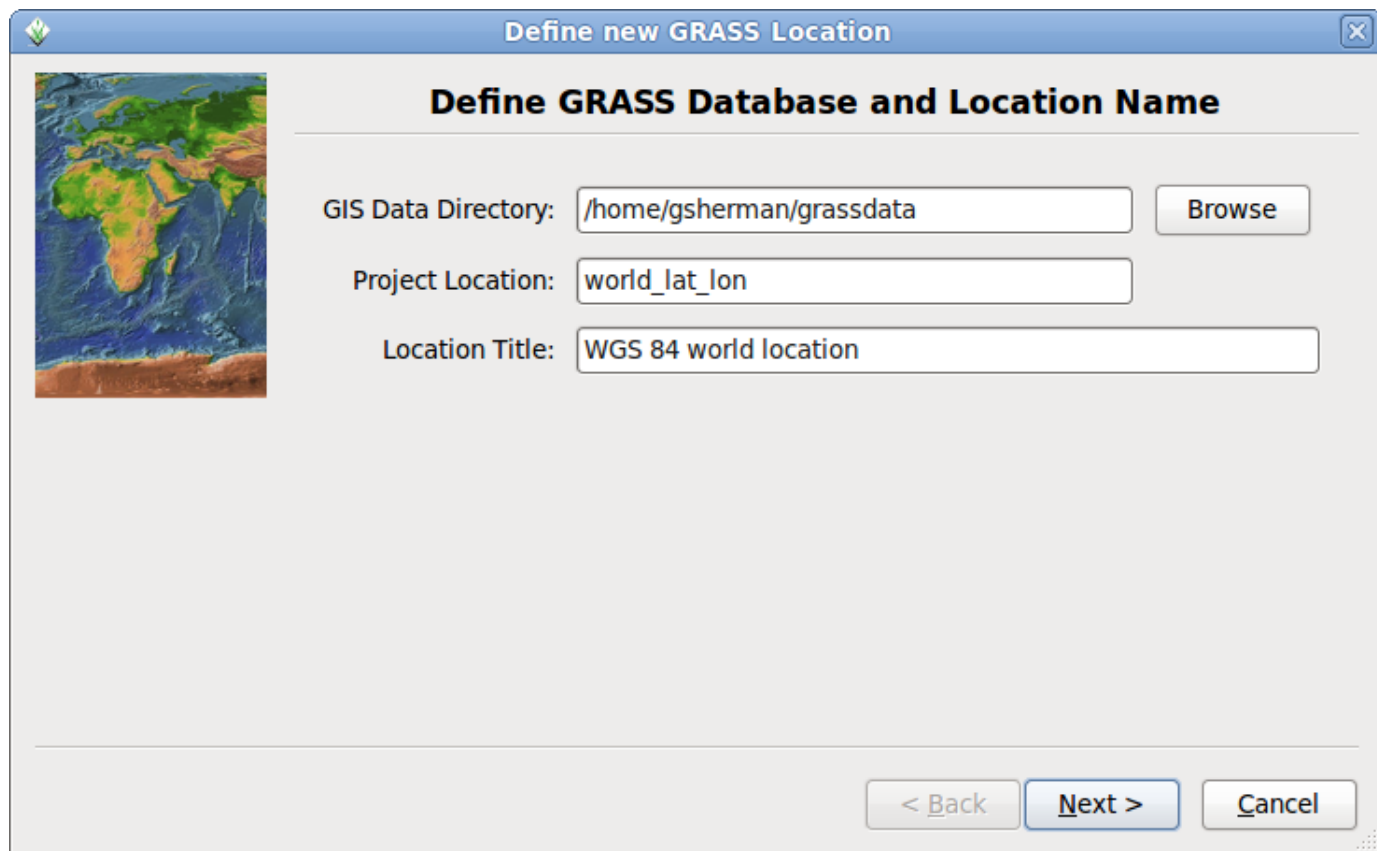 Define new GRASS Location
Define GRASS Database and Location Name
GIS Data Directory: /home/gsherman/grassdata Browse
Project Location: world_lat_lon
Location Title: WGS 84 world location
< Back Next > Cancel